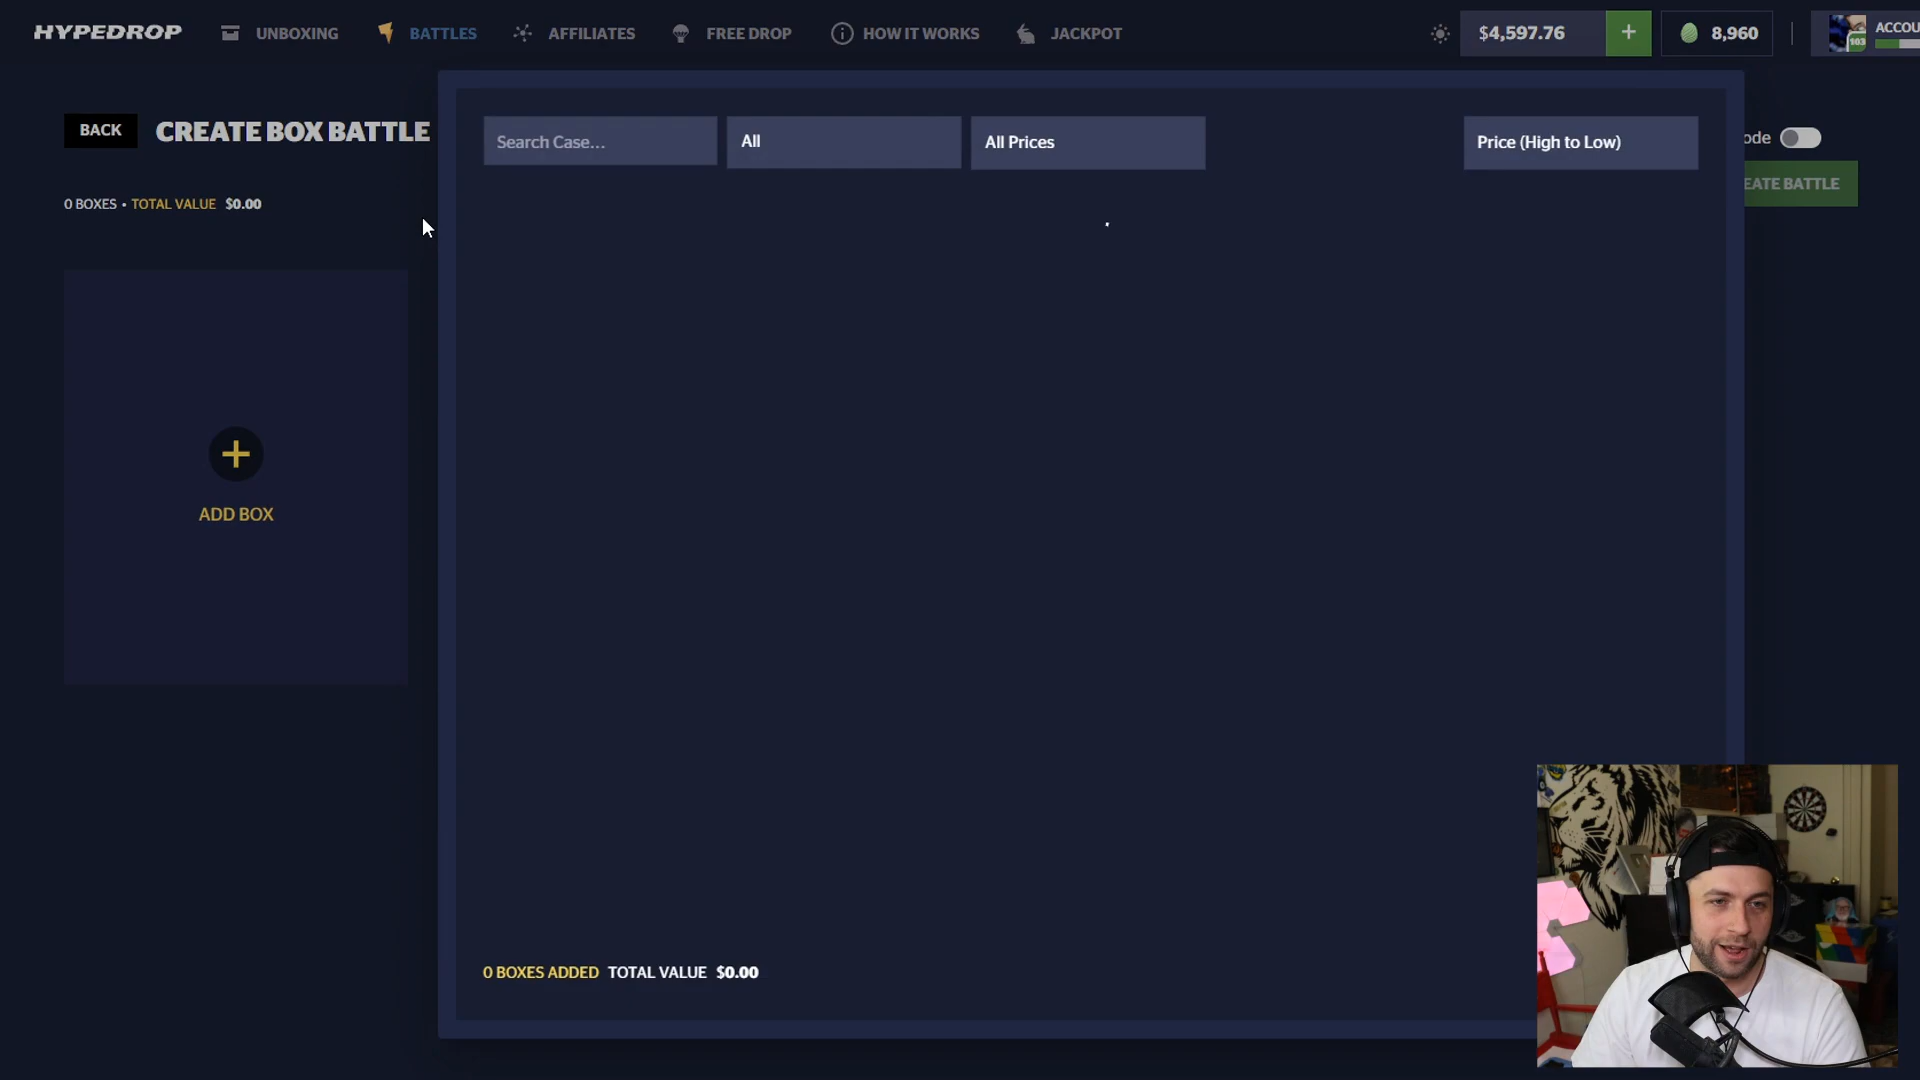 HYPEDROP UNBOXING BATTLES AFFILIATES FREE DROP HOW IT WORKS JACKPOT $4,597.76 + 8,960 103 ACCOU
BACK CREATE BOX BATTLE
ode
0 BOXES • TOTAL VALUE $0.00
EATE BATTLE
Search Case... All All Prices Price (High to Low)
ADD BOX
0 BOXES ADDED TOTAL VALUE $0.00